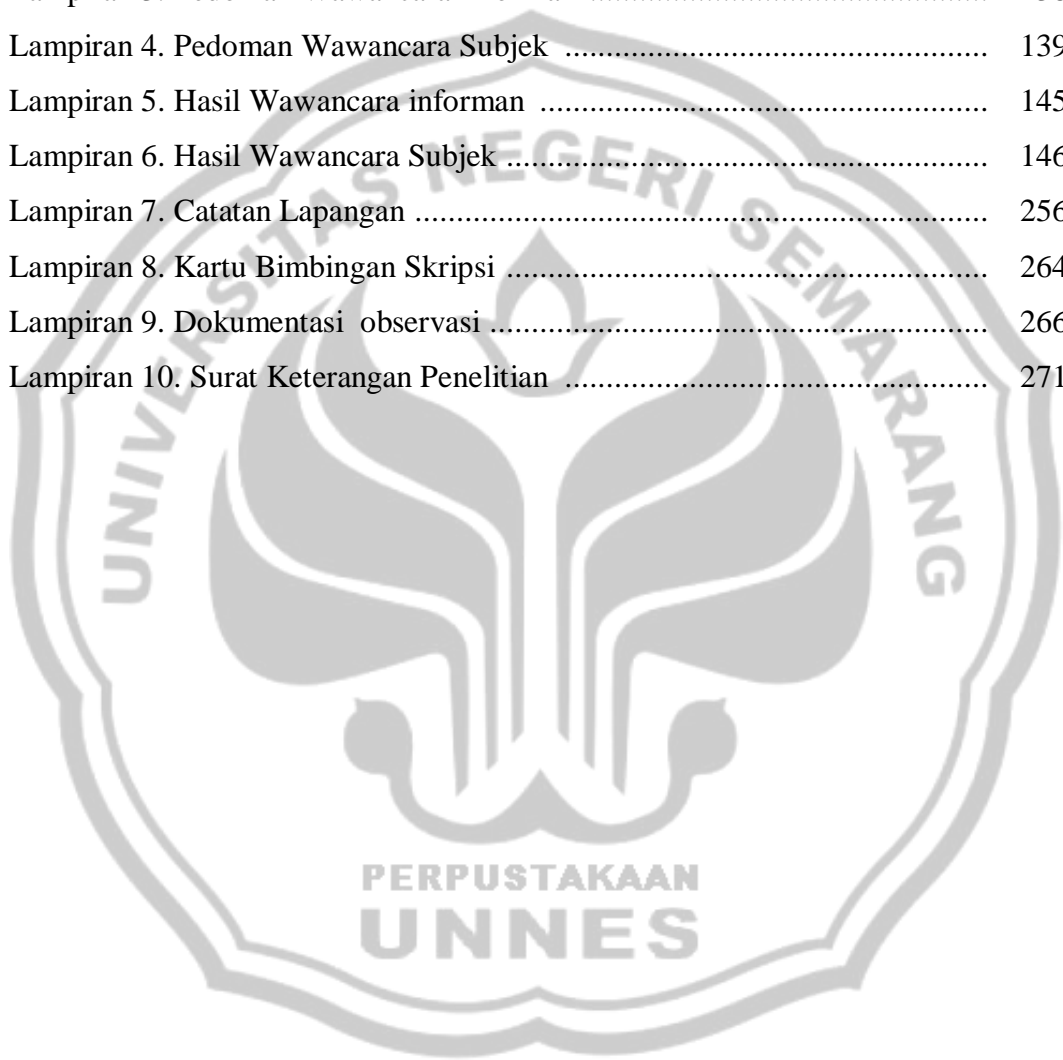 Lampiran 4. Pedoman Wawancara Subjek ................................................ 139
Lampiran 5. Hasil Wawancara informan ................................................ 145
Lampiran 6. Hasil Wawancara Subjek ................................................ 146
Lampiran 7. Catatan Lapangan ................................................ 256
Lampiran 8. Kartu Bimbingan Skripsi ................................................ 264
Lampiran 9. Dokumentasi observasi ................................................ 266
Lampiran 10. Surat Keterangan Penelitian ................................................ 271
UNIVERSITAS NEGERI SEMARANG
PERPUSTAKAAN
UNNES